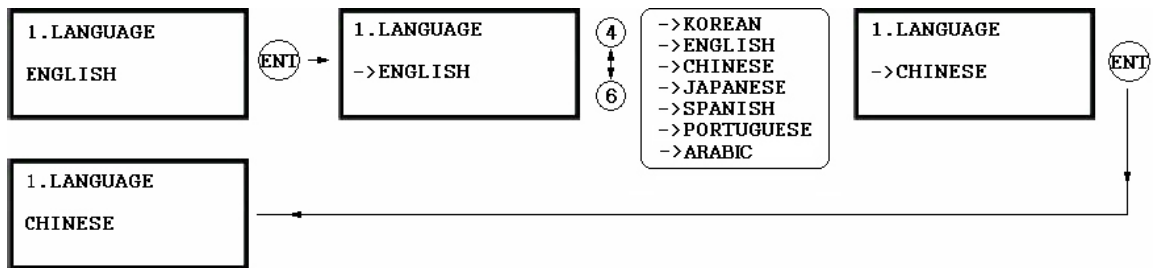 1.LANGUAGE
ENGLISH
ENT
1.LANGUAGE
->ENGLISH
4
6
->KOREAN
->ENGLISH
->CHINESE
->JAPANESE
->SPANISH
->PORTUGUESE
->ARABIC
1.LANGUAGE
->CHINESE
ENT
1.LANGUAGE
CHINESE